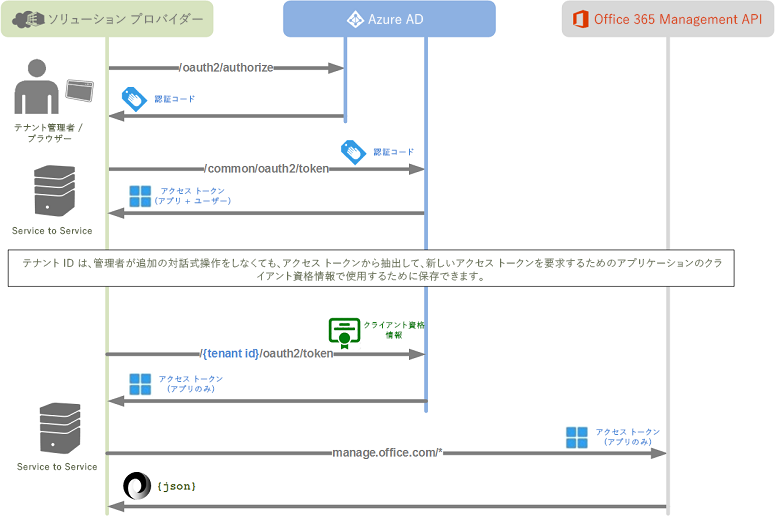 ソリューション プロバイダー
Azure AD
Office 365 Management API
/oauth2/authorize
認証コード
テナント管理者 /
ブラウザー
認証コード
/common/oauth2/token
アクセス トークン
(アプリ + ユーザー)
Service to Service
テナント ID は、管理者が追加の対話式操作をしなくても、アクセス トークンから抽出して、新しいアクセス トークンを要求するためのアプリケーションのクラ
イアント資格情報で使用するために保存できます。
クライアント資格
情報
/{tenant id}/oauth2/token
アクセス トークン
(アプリのみ)
アクセス トークン
(アプリのみ)
manage.office.com/*
Service to Service
{json}